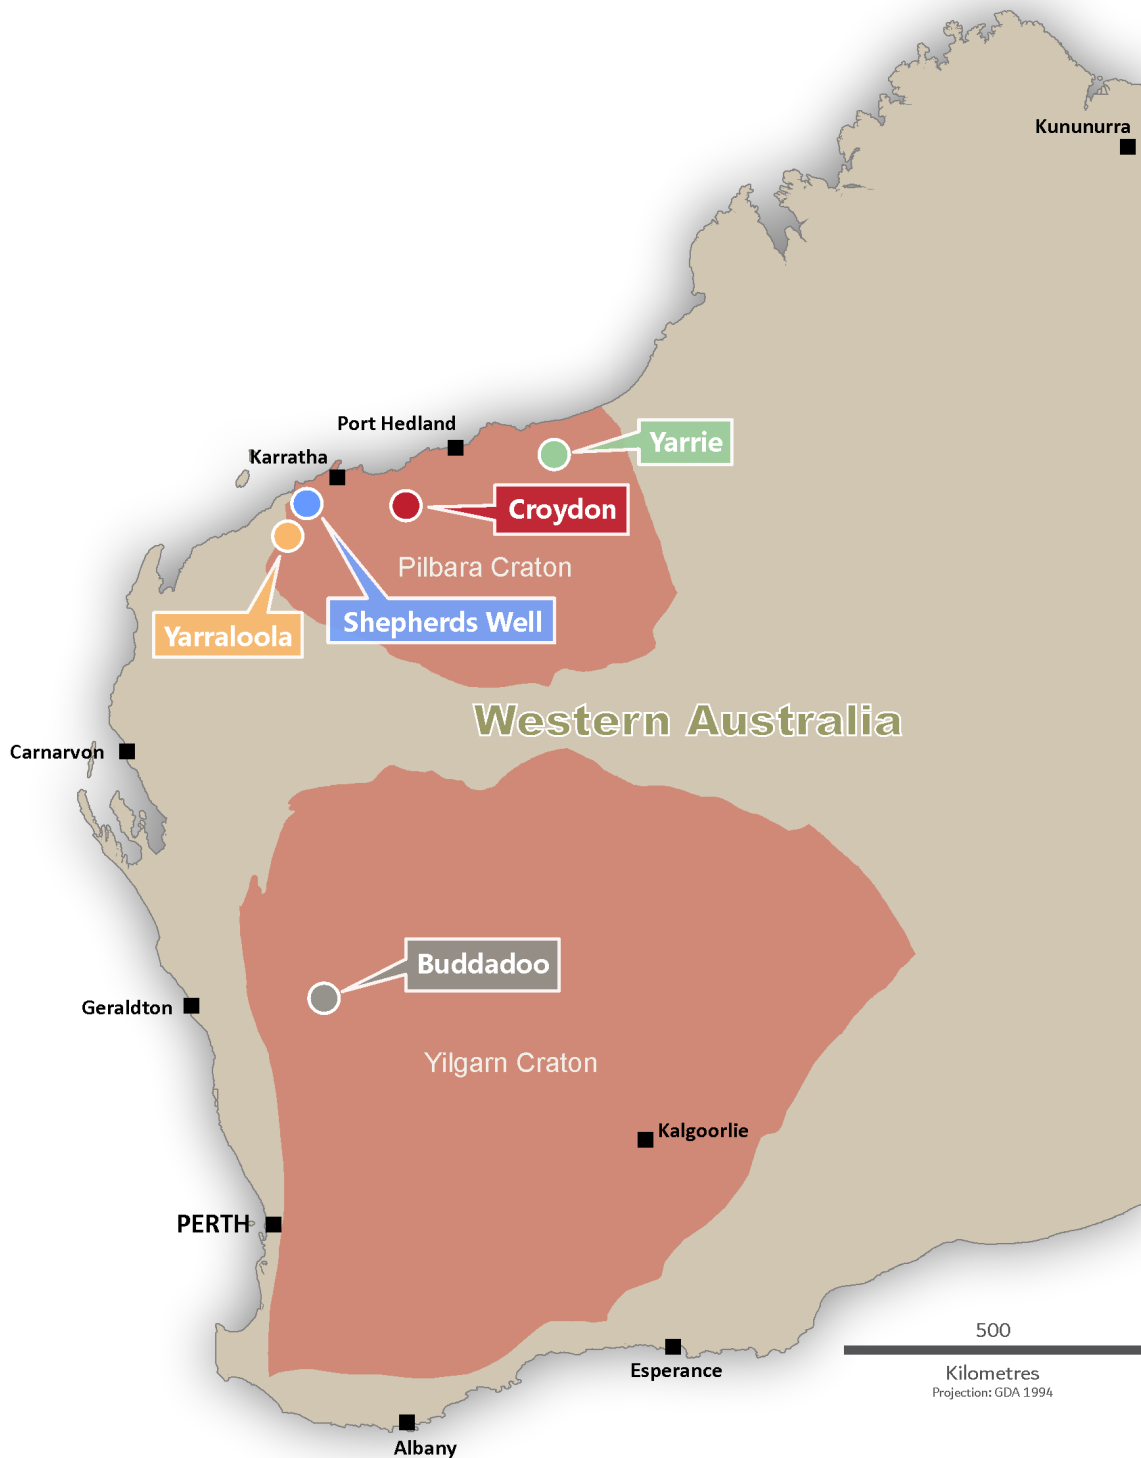 Kununurra
Port Hedland
Yarrie
Karratha
Croydon
Pilbara Craton
Shepherds Well
Yarraloola
Western Australia
Carnarvon
Buddadoo
Geraldton
Yilgarn Craton
Kalgoorlie
PERTH
500
Esperance
Kilometres
Projection: GDA 1994
Albany